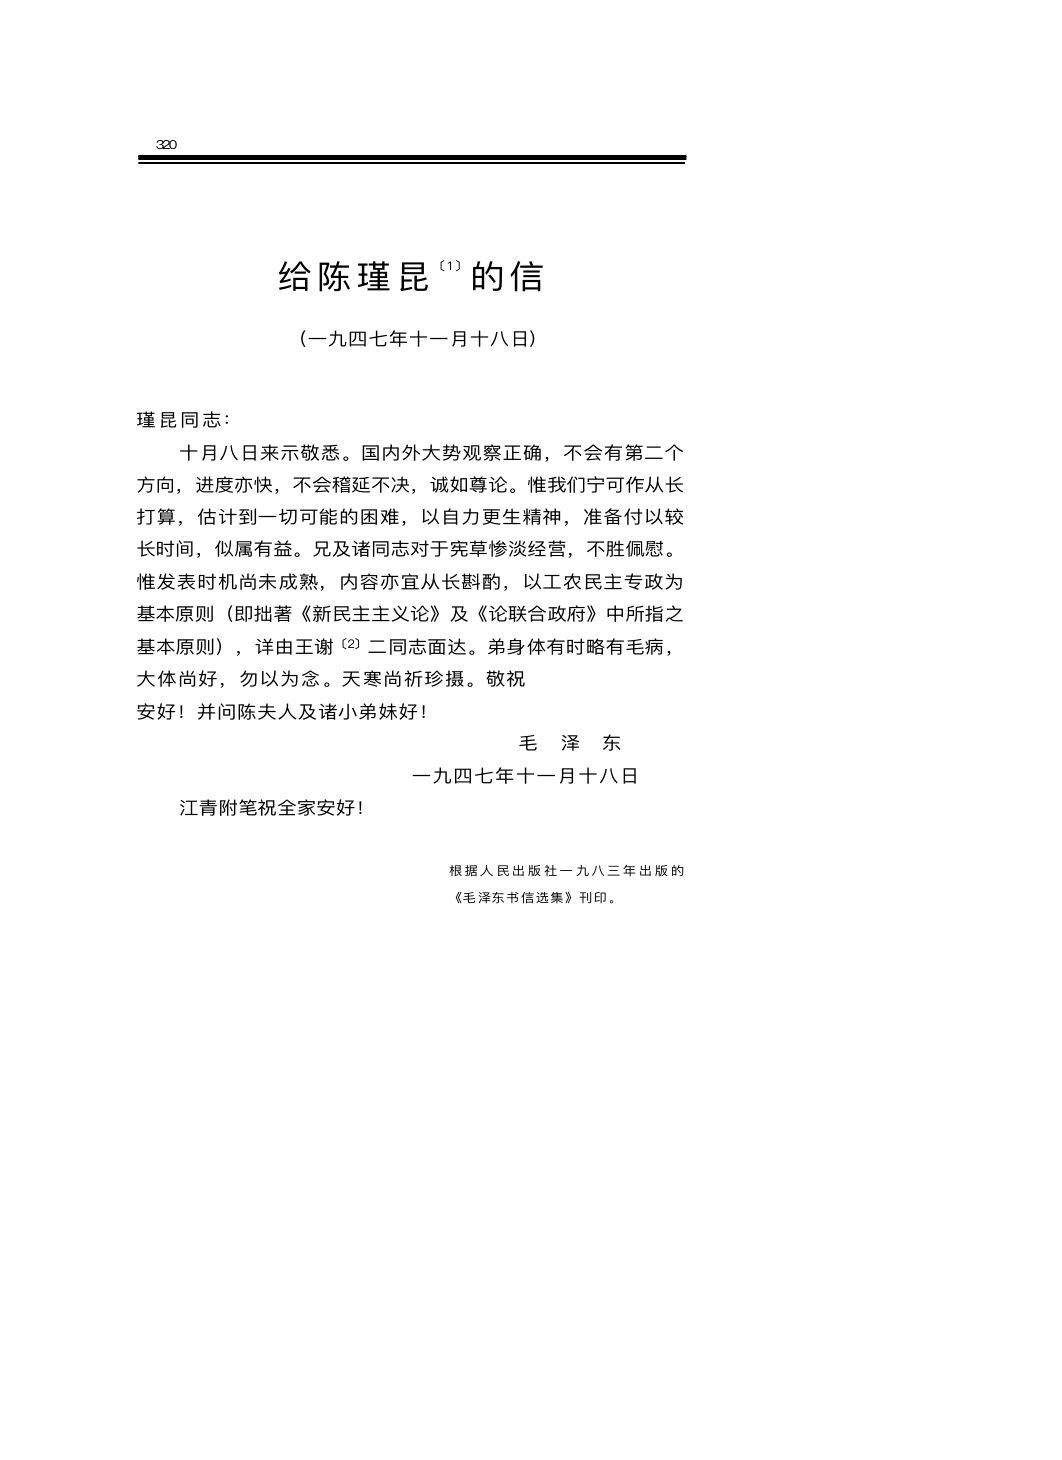 320
给陈瑾昆〔1〕的信
（一九四七年十一月十八日）
瑾昆同志：
十月八日来示敬悉。国内外大势观察正确，不会有第二个
方向，进度亦快，不会稽延不决，诚如尊论。惟我们宁可作从长
打算，估计到一切可能的困难，以自力更生精神，准备付以较
长时间，似属有益。兄及诸同志对于宪草惨淡经营，不胜佩慰。
惟发表时机尚未成熟，内容亦宜从长斟酌，以工农民主专政为
基本原则（即拙著《新民主主义论》及《论联合政府》中所指之
基本原则），详由王谢〔2〕二同志面达。弟身体有时略有毛病，
大体尚好，勿以为念。天寒尚祈珍摄。敬祝
安好！并问陈夫人及诸小弟妹好！
毛　泽　东
一九四七年十一月十八日
江青附笔祝全家安好！
根据人民出版社一九八三年出版的
《毛泽东书信选集》刊印。